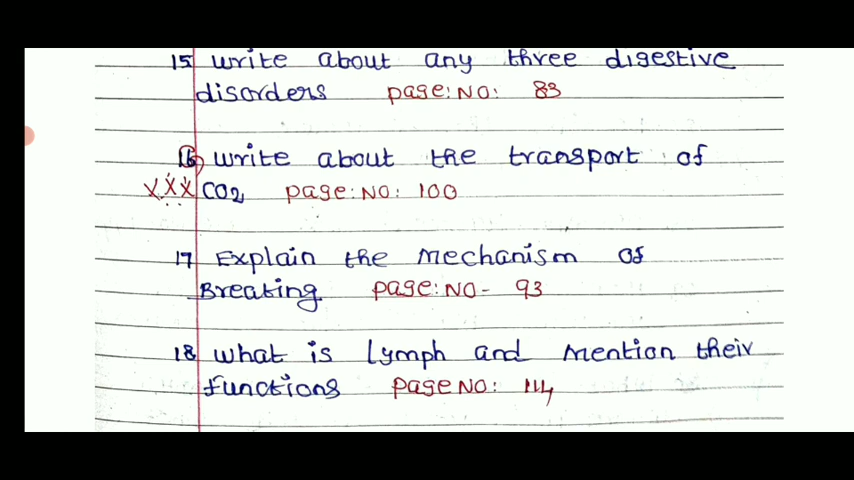 15 write about any three digestive
disorders page: NO: 83
16) write about the transport of
XXX CO2 page: NO: 100
17 Explain the mechanism of
Breating page: NO- 93
18 what is lymph and mention their
functions page NO: 114